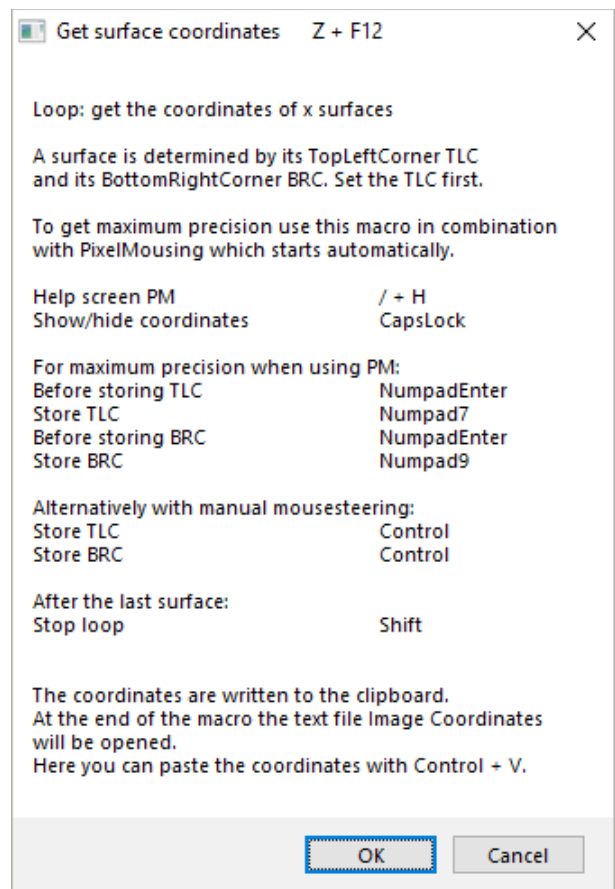 Get surface coordinates Z + F12
Loop: get the coordinates of x surfaces
A surface is determined by its TopLeftCorner TLC
and its BottomRightCorner BRC. Set the TLC first.
To get maximum precision use this macro in combination
with PixelMousing which starts automatically.
Help screen PM / + H
Show/hide coordinates CapsLock
For maximum precision when using PM:
Before storing TLC NumpadEnter
Store TLC Numpad7
Before storing BRC NumpadEnter
Store BRC Numpad9
Alternatively with manual mousesteering:
Store TLC Control
Store BRC Control
After the last surface:
Stop loop Shift
The coordinates are written to the clipboard.
At the end of the macro the text file Image Coordinates
will be opened.
Here you can paste the coordinates with Control + V.
OK Cancel